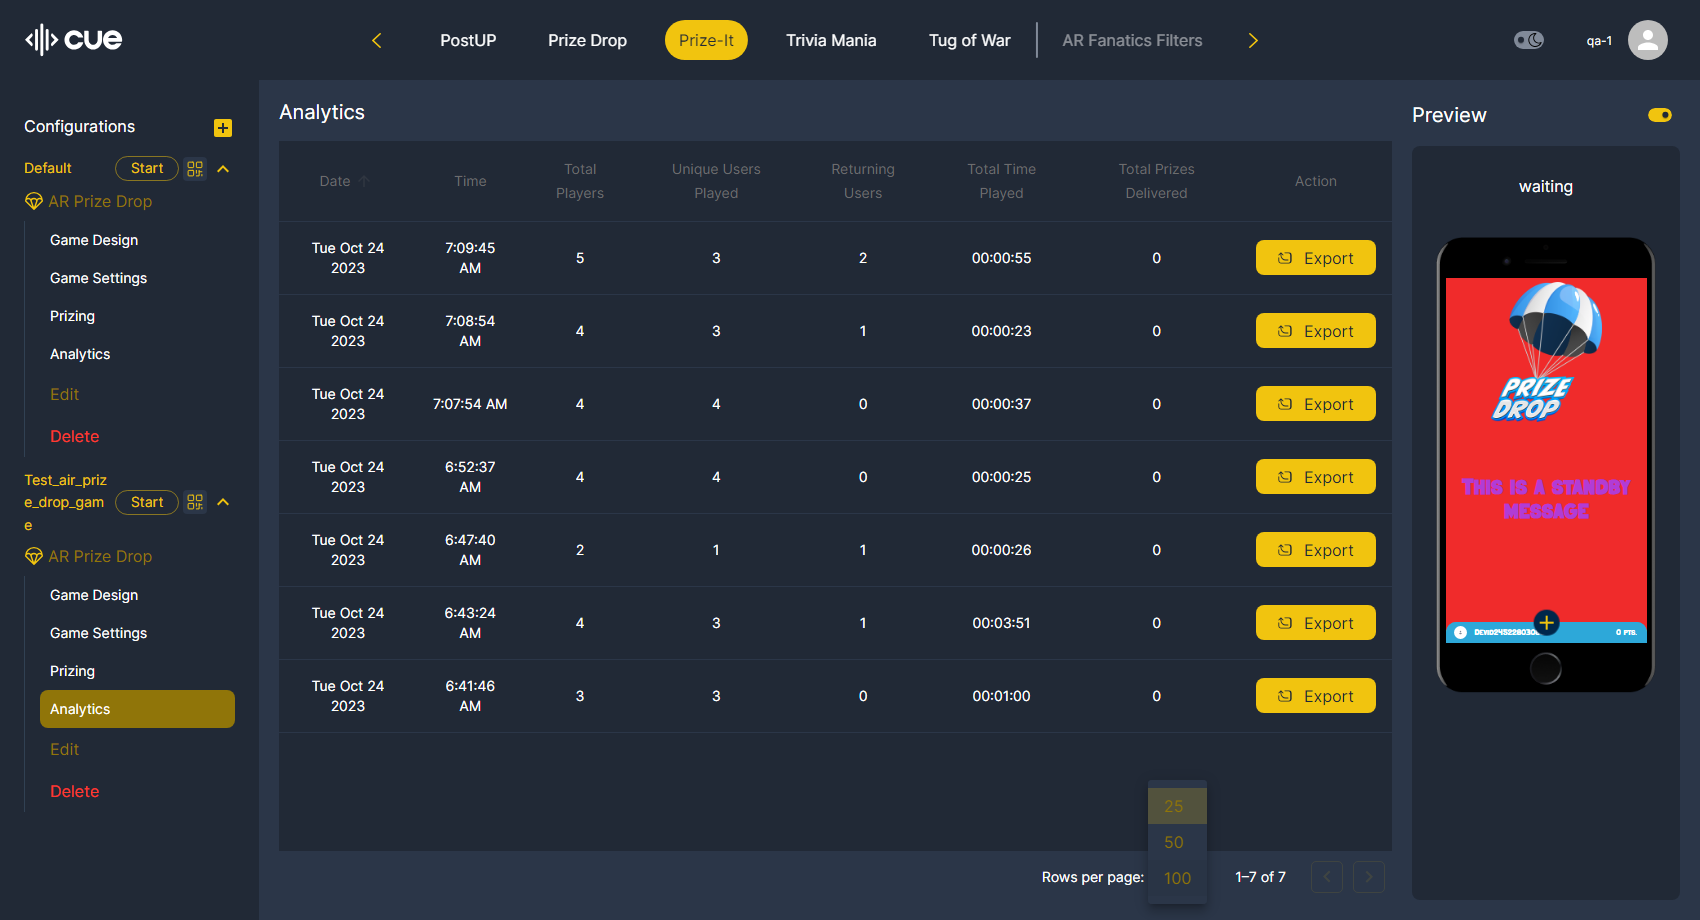 cue
PostUP
Prize Drop
Prize-It
Trivia Mania
Tug of War
AR Fanatics Filters
qa-1
Configurations
Default
Start
AR Prize Drop
Game Design
Game Settings
Prizing
Analytics
Edit
Delete
Test_air_priz
e_drop_gam
e
Start
AR Prize Drop
Game Design
Game Settings
Prizing
Analytics
Edit
Delete
Analytics
Date
Time
Total
Players
Unique Users
Played
Returning
Users
Total Time
Played
Total Prizes
Delivered
Action
Tue Oct 24
2023
7:09:45
AM
5
3
2
00:00:55
0
Export
Tue Oct 24
2023
7:08:54
AM
4
3
1
00:00:23
0
Export
Tue Oct 24
2023
7:07:54 AM
4
4
0
00:00:37
0
Export
Tue Oct 24
2023
6:52:37
AM
4
4
0
00:00:25
0
Export
Tue Oct 24
2023
6:47:40
AM
2
1
1
00:00:26
0
Export
Tue Oct 24
2023
6:43:24
AM
4
3
1
00:03:51
0
Export
Tue Oct 24
2023
6:41:46
AM
3
3
0
00:01:00
0
Export
Rows per page:
25
50
100
1–7 of 7
Preview
waiting
PRIZE
DROP
THIS IS A STANDBY
MESSAGE
0 PTS.